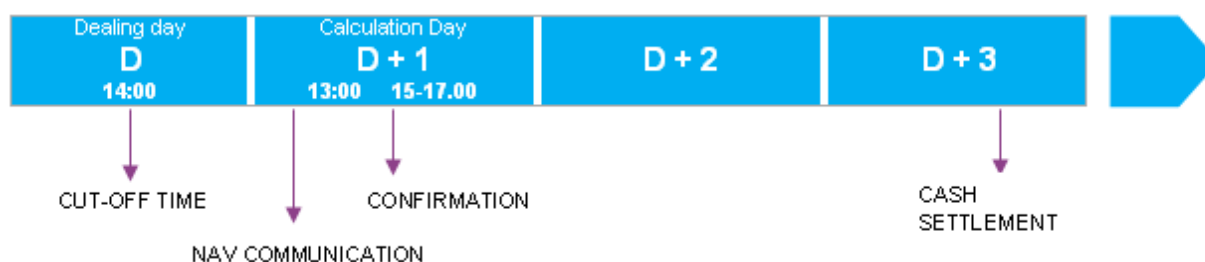 Dealing day
D
14:00
Calculation Day
D + 1
13:00 15-17.00
D + 2
D + 3
CUT-OFF TIME
CONFIRMATION
NAV COMMUNICATION
CASH
SETTLEMENT